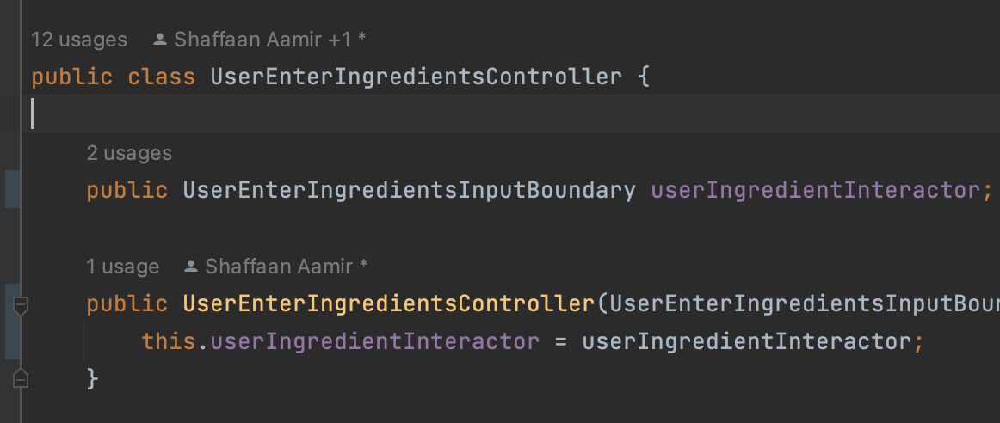 12 usages Shaffaan Aamir +1 *
public class UserEnterIngredientsController {
2 usages
public UserEnterIngredientsInputBoundary userIngredientInteractor;
1 usage Shaffaan Aamir *
public UserEnterIngredientsController(UserEnterIngredientsInputBou
this.userIngredientInteractor = userIngredientInteractor;
}